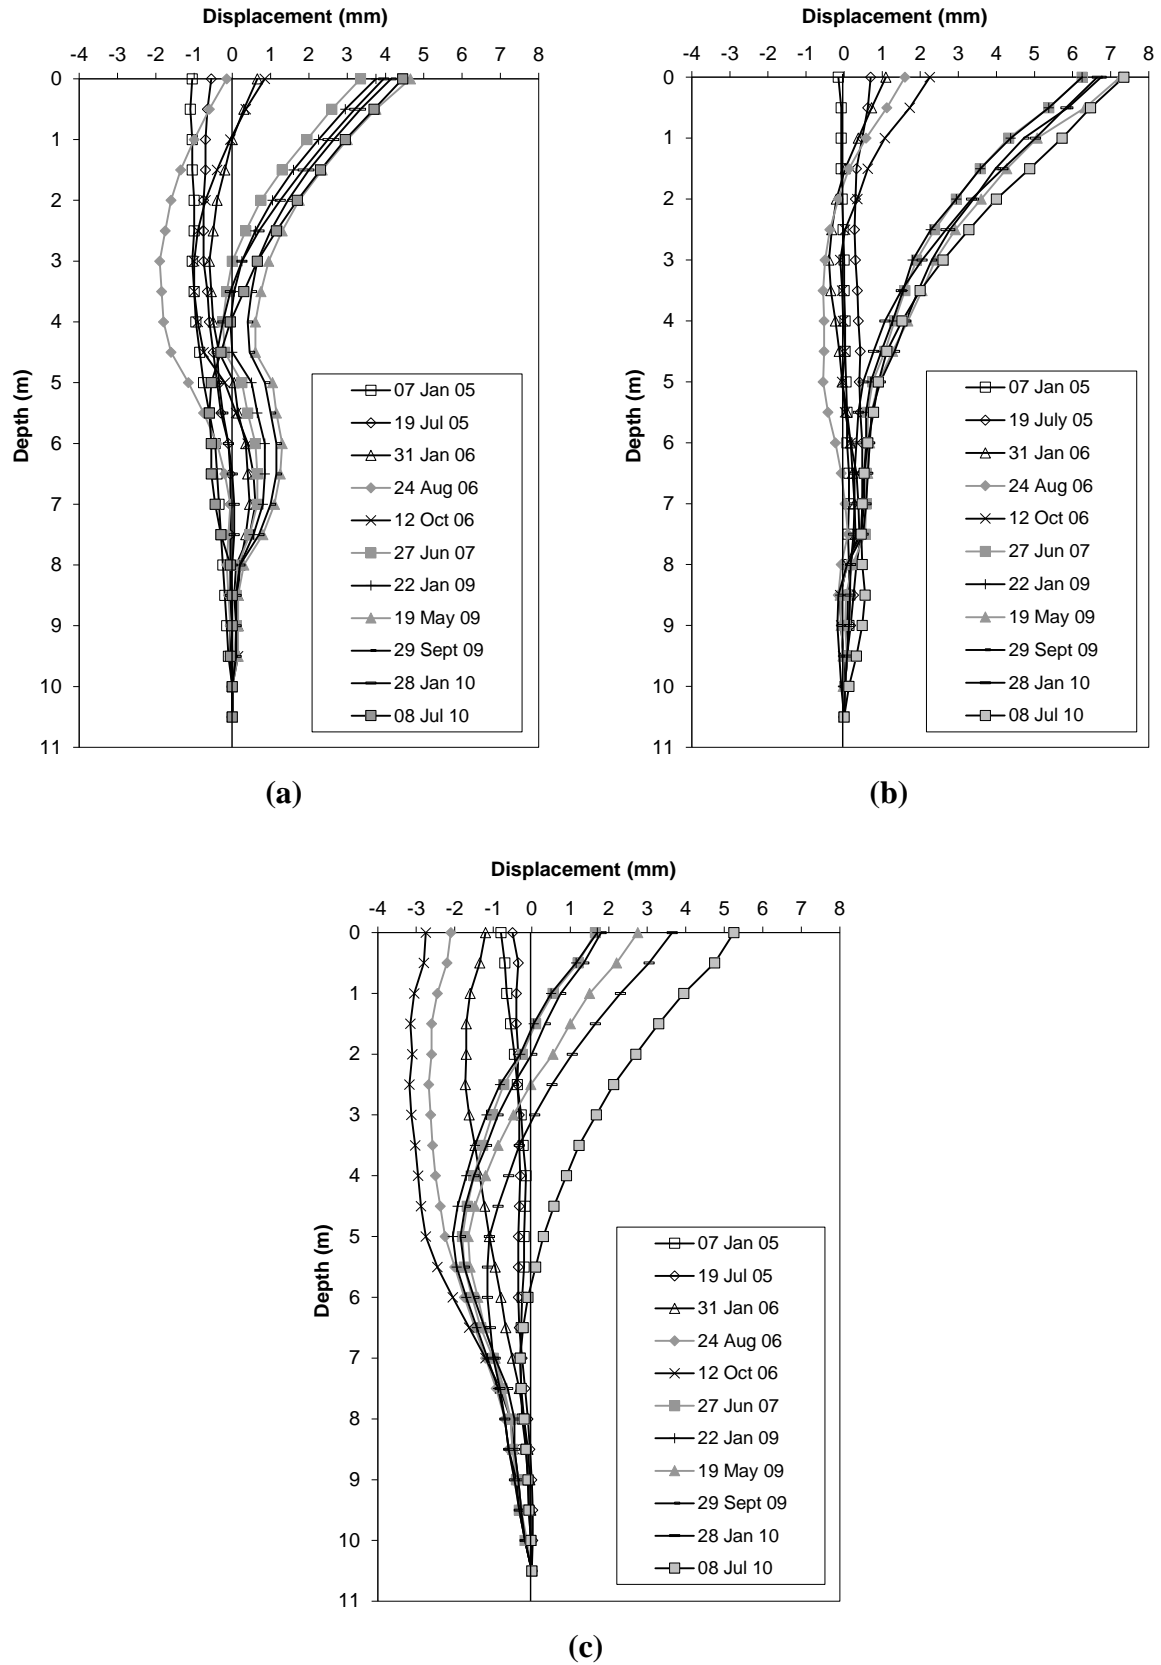 Displacement (mm)
-4 -3 -2 -1 0 1 2 3 4 5 6 7 8
0
1
2
3
4
5
6
7
8
9
10
11
Depth (m)
07 Jan 05
19 Jul 05
31 Jan 06
24 Aug 06
12 Oct 06
27 Jun 07
22 Jan 09
19 May 09
29 Sept 09
28 Jan 10
08 Jul 10
(a)
Displacement (mm)
-4 -3 -2 -1 0 1 2 3 4 5 6 7 8
0
1
2
3
4
5
6
7
8
9
10
11
Depth (m)
07 Jan 05
19 July 05
31 Jan 06
24 Aug 06
12 Oct 06
27 Jun 07
22 Jan 09
19 May 09
29 Sept 09
28 Jan 10
08 Jul 10
(b)
Displacement (mm)
-4 -3 -2 -1 0 1 2 3 4 5 6 7 8
0
1
2
3
4
5
6
7
8
9
10
11
Depth (m)
07 Jan 05
19 Jul 05
31 Jan 06
24 Aug 06
12 Oct 06
27 Jun 07
22 Jan 09
19 May 09
29 Sept 09
28 Jan 10
08 Jul 10
(c)